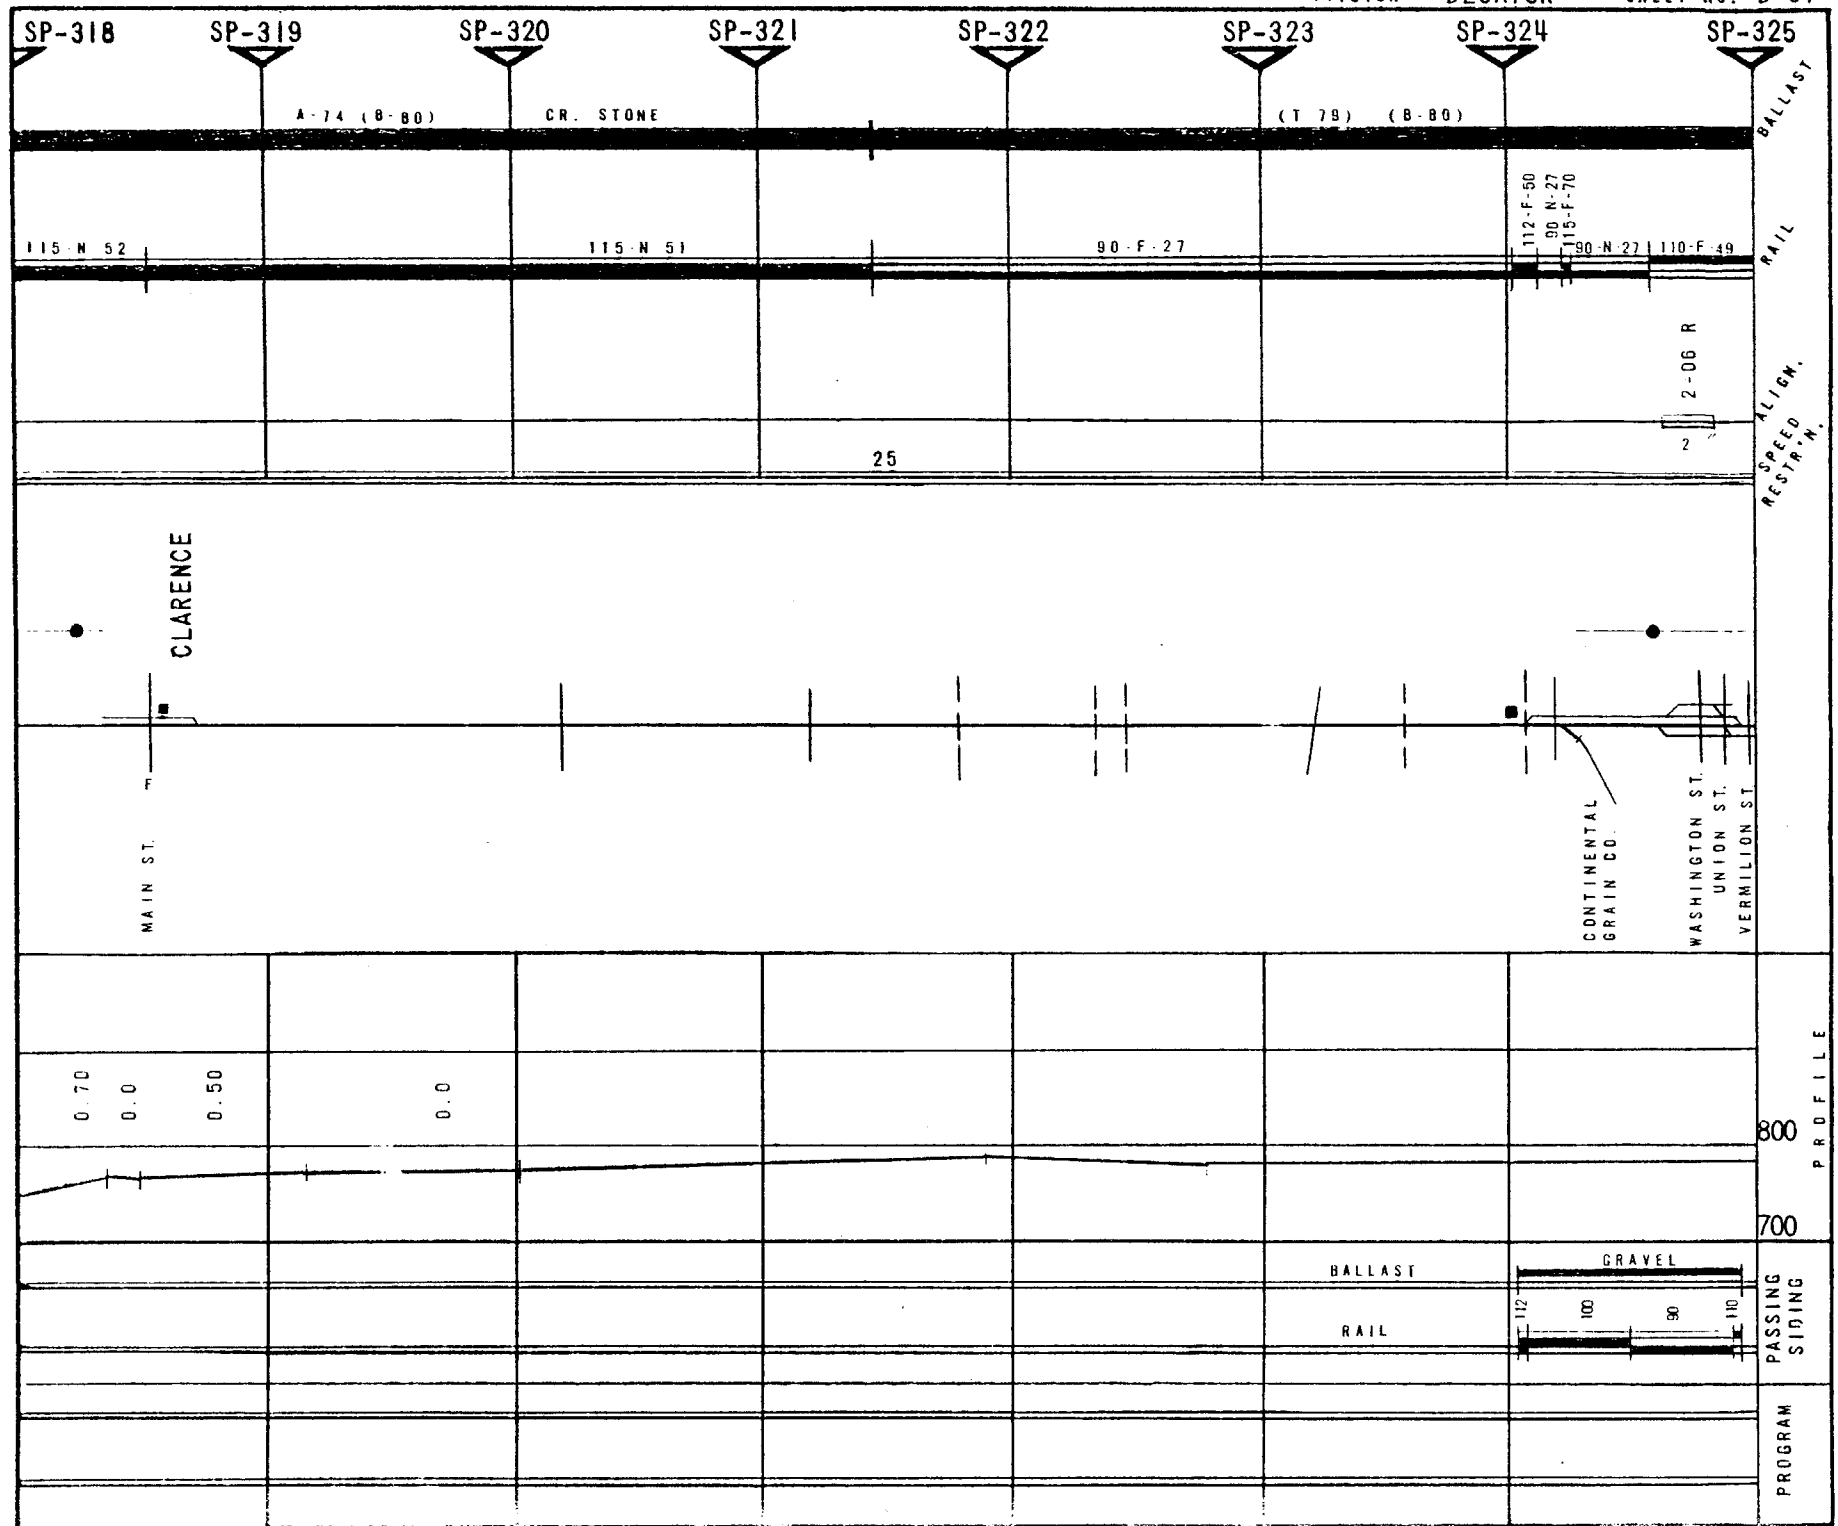 SP-318 SP-319 SP-320 SP-321 SP-322 SP-323 SP-324 SP-325
A-74 (B-80) CR. STONE (T 79) (B-80)
BALLAST
112-F-50
90 N-27
115-F-70
115-N 52 115-N 51 90-F-27 90-N-27 110-F-49
RAIL
2-06 R
ALIGN.
2"
25
SPEED
RESTR'N.
CLARENCE
F
MAIN ST.
CONTINENTAL
GRAIN CO.
WASHINGTON ST.
UNION ST.
VERMILION ST.
0.70
0.0
0.50
0.0
800
700
PROFILE
BALLAST GRAVEL
112
100
90
110
RAIL
PASSING
SIDING
PROGRAM